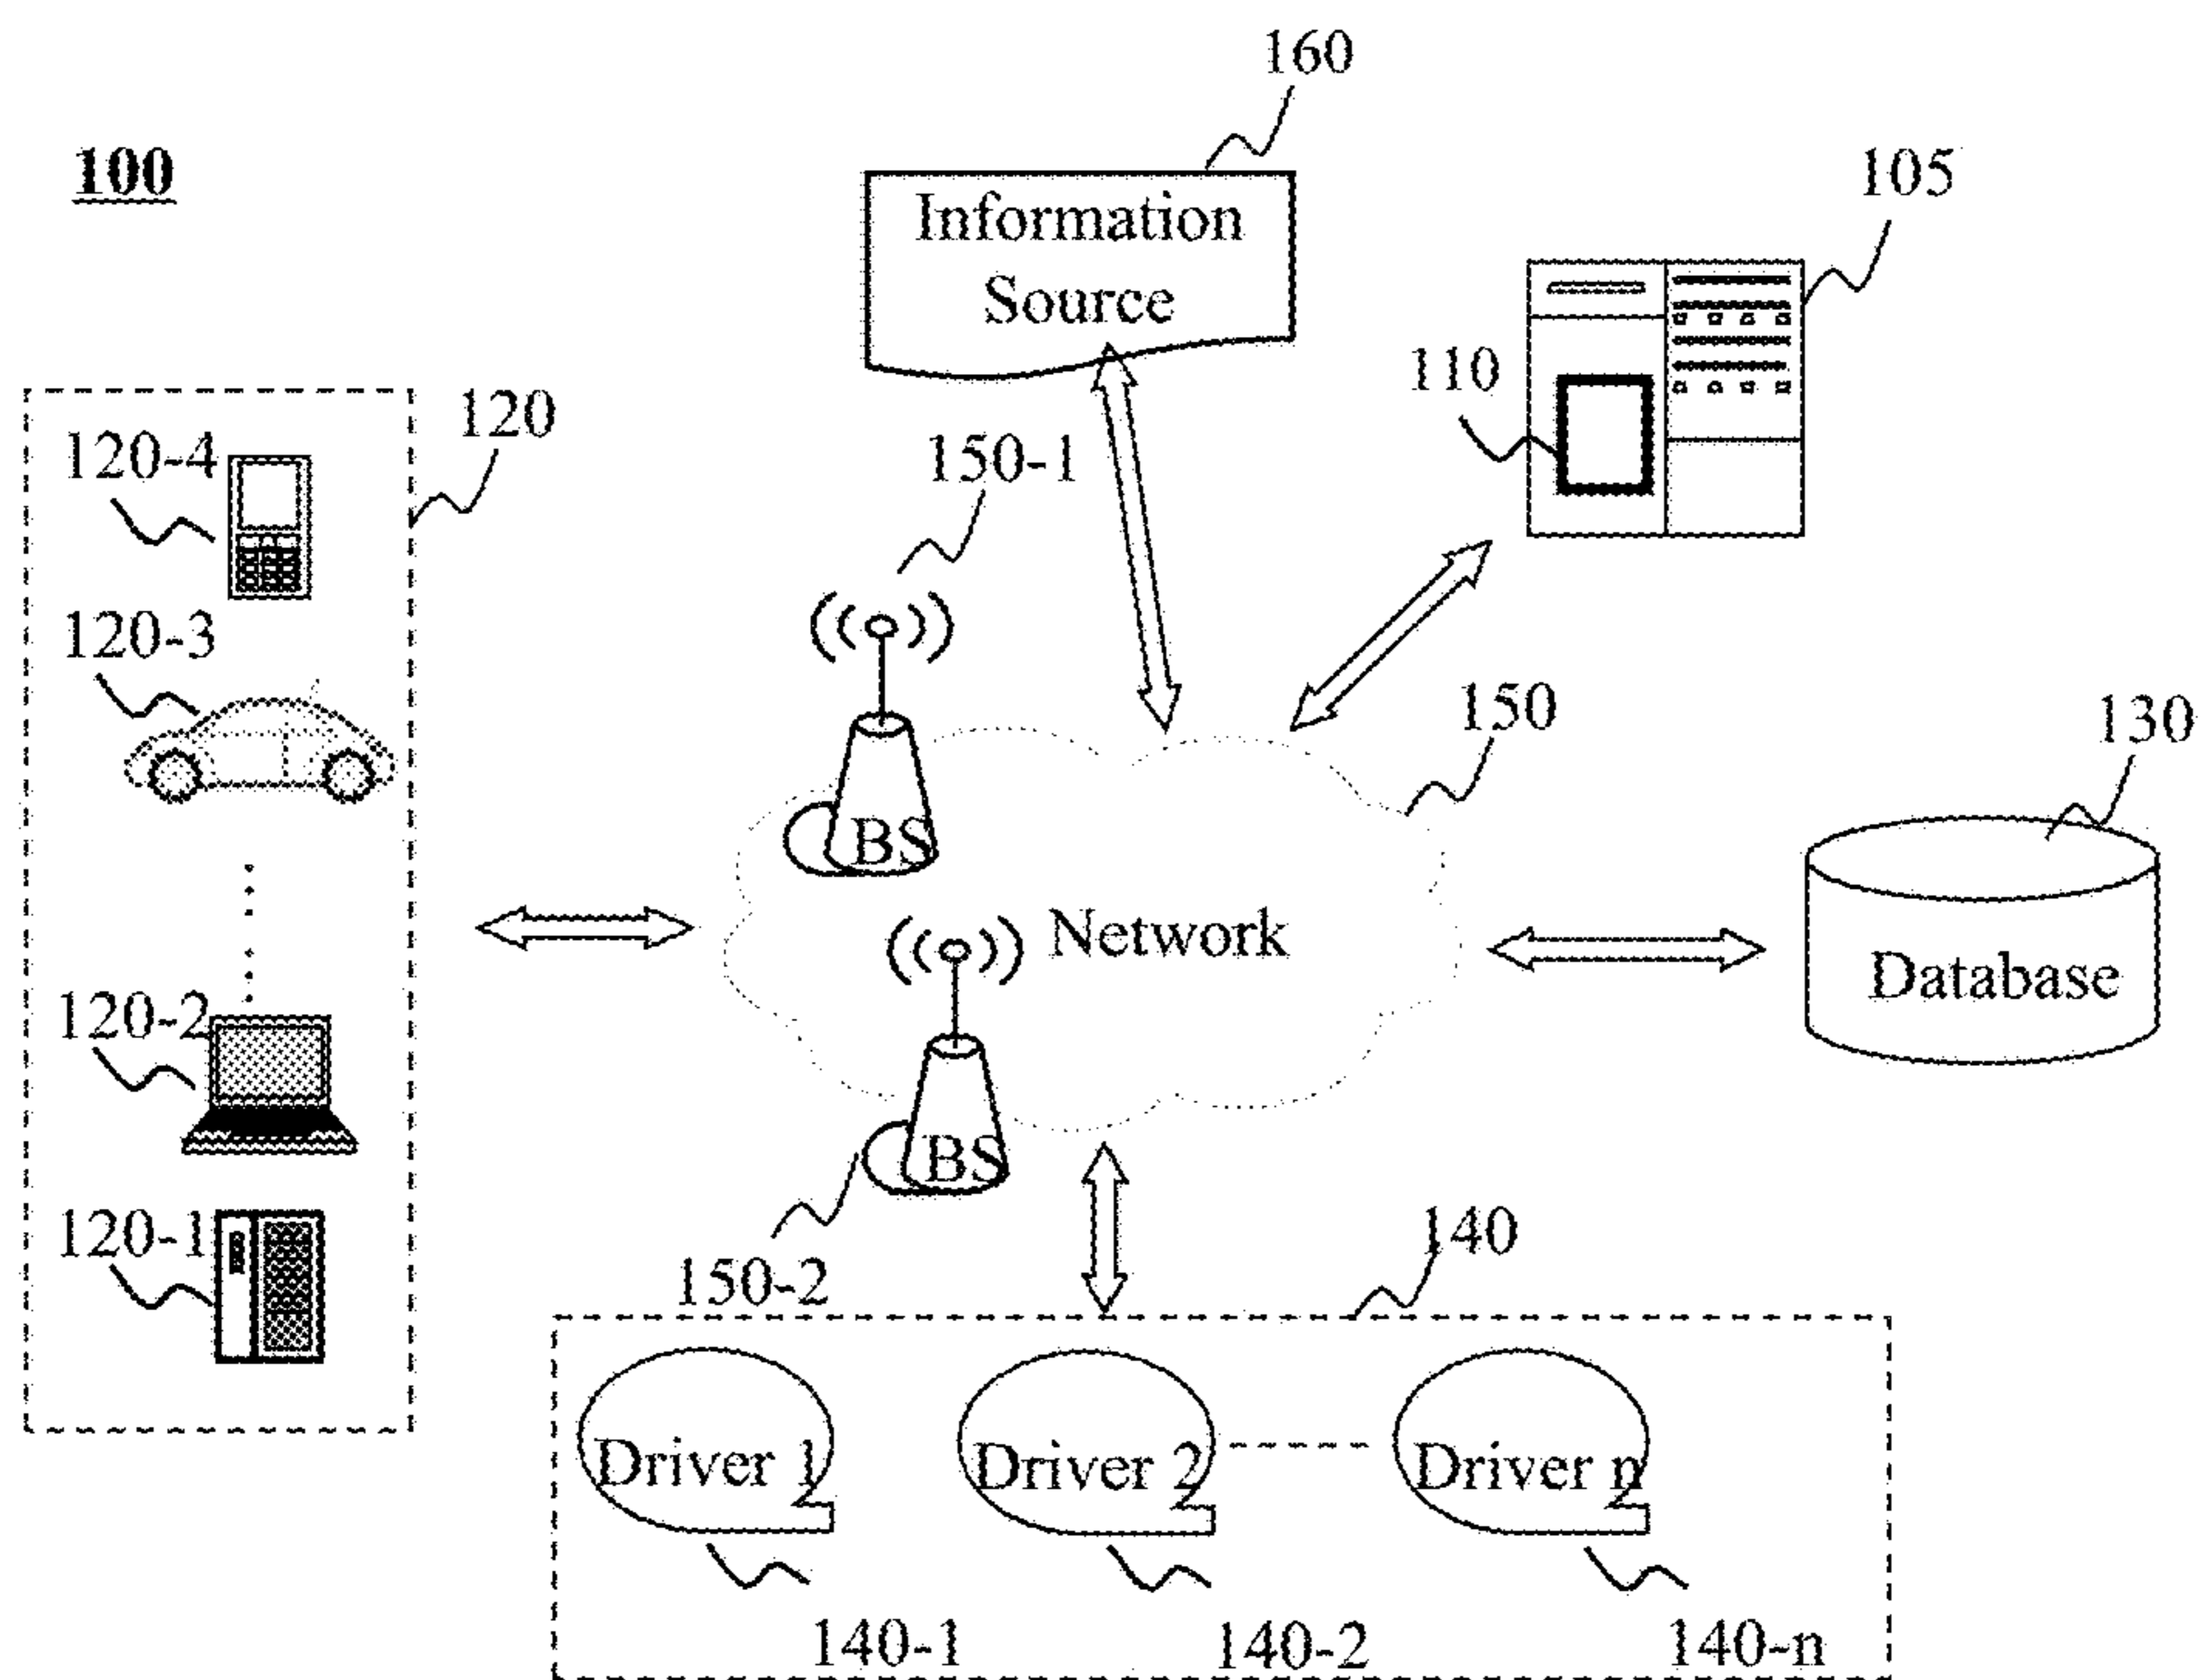 160
100
105
Information
Source
110
120
120-4
150-1
120-3
150
130
BS
Network
Database
120-2
BS
120-1
140
150-2
Driver 1
Driver 2
Driver n
140-1
140-2
140-n